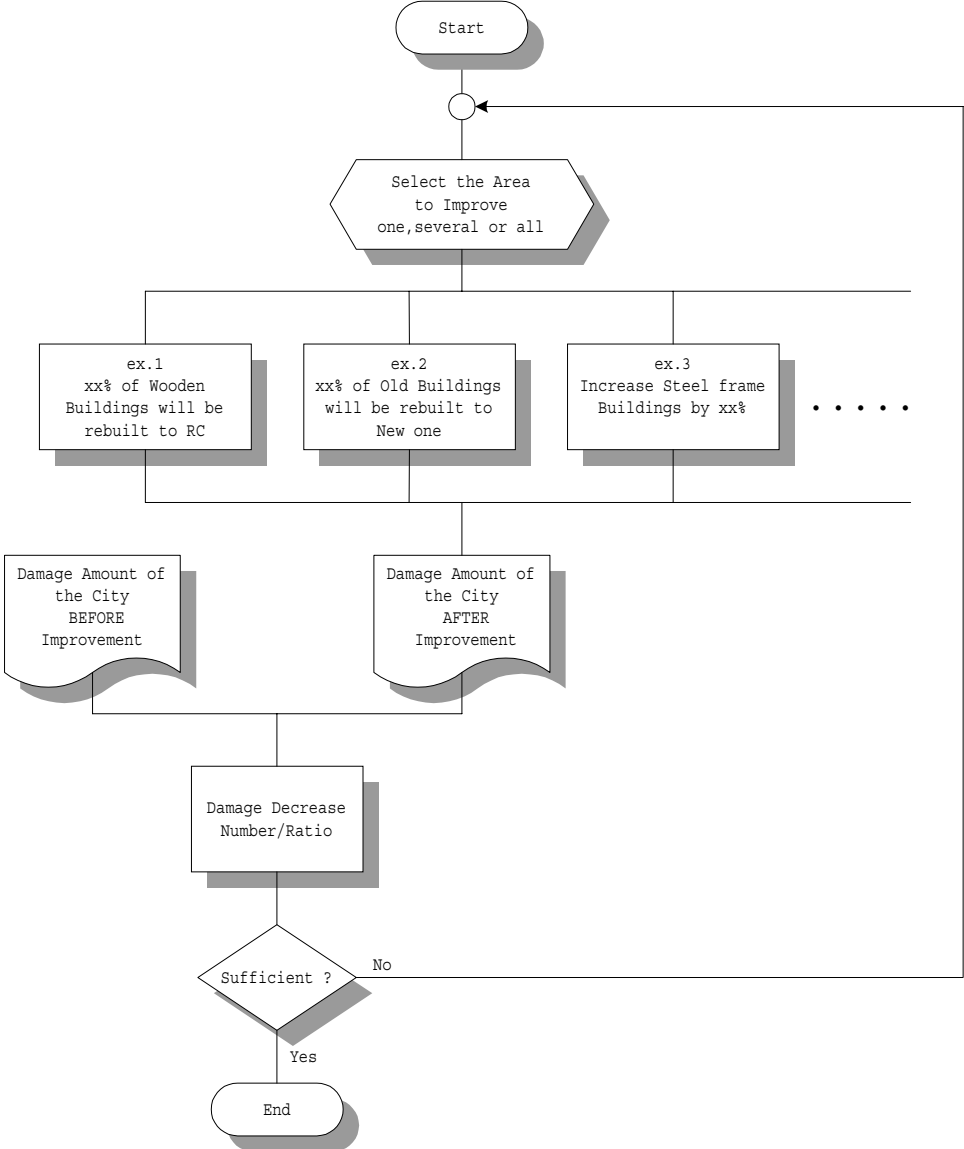 Start
Select the Area
to Improve
one,several or all
ex.1
xx% of Wooden
Buildings will be
rebuilt to RC
ex.2
xx% of Old Buildings
will be rebuilt to
New one
ex.3
Increase Steel frame
Buildings by xx%
. . . . .
Damage Amount of
the City
BEFORE
Improvement
Damage Amount of
the City
AFTER
Improvement
Damage Decrease
Number/Ratio
Sufficient ?
No
Yes
End